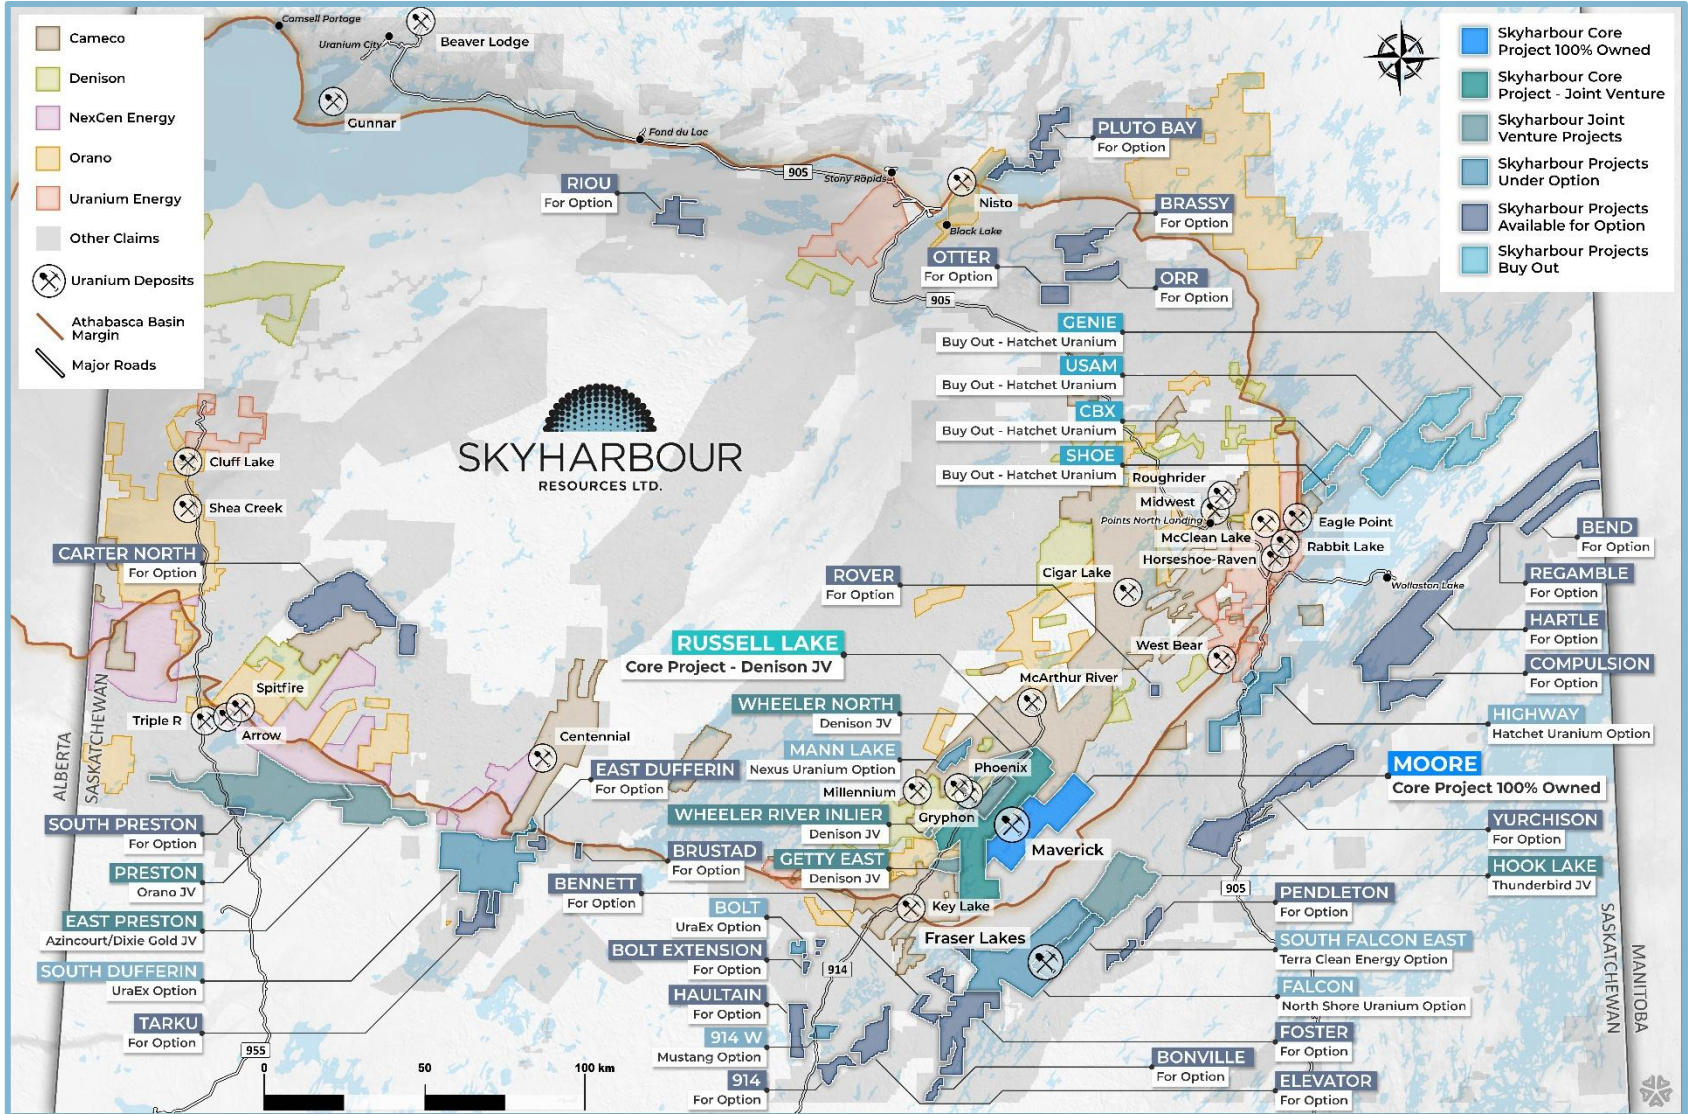 Cameco
Denison
NexGen Energy
Orano
Uranium Energy
Other Claims
Uranium Deposits
Athabasca Basin
Margin
Major Roads
Skyharbour Core
Project 100% Owned
Skyharbour Core
Project - Joint Venture
Skyharbour Joint
Venture Projects
Skyharbour Projects
Under Option
Skyharbour Projects
Available for Option
Skyharbour Projects
Buy Out
Camsell Portage
Uranium City
Beaver Lodge
Gunnar
Fond du Lac
905
Stony Rapids
Nisto
Black Lake
905
PLUTO BAY
For Option
RIOU
For Option
BRASSY
For Option
OTTER
For Option
ORR
For Option
GENIE
Buy Out - Hatchet Uranium
USAM
Buy Out - Hatchet Uranium
CBX
Buy Out - Hatchet Uranium
SHOE
Buy Out - Hatchet Uranium
SKYHARBOUR
RESOURCES LTD.
Cluff Lake
Shea Creek
CARTER NORTH
For Option
Roughrider
Midwest
Points North Landing
McClean Lake
Horseshoe-Raven
Eagle Point
Rabbit Lake
Cigar Lake
Wollaston Lake
BEND
For Option
REGAMBLE
For Option
HARTLE
For Option
COMPULSION
For Option
ROVER
For Option
West Bear
RUSSELL LAKE
Core Project - Denison JV
McArthur River
WHEELER NORTH
Denison JV
MANN LAKE
Nexus Uranium Option
HIGHWAY
Hatchet Uranium Option
Spitfire
Triple R
Arrow
Centennial
EAST DUFFERIN
For Option
Phoenix
Millennium
Gryphon
WHEELER RIVER INLIER
Denison JV
GETTY EAST
Denison JV
MOORE
Core Project 100% Owned
Maverick
YURCHISON
For Option
HOOK LAKE
Thunderbird JV
ALBERTA
SASKATCHEWAN
SOUTH PRESTON
For Option
PRESTON
Orano JV
EAST PRESTON
Azincourt/Dixie Gold JV
SOUTH DUFFERIN
UraEx Option
TARKU
For Option
BRUSTAD
For Option
BENNETT
For Option
BOLT
UraEx Option
BOLT EXTENSION
For Option
HAULTAIN
For Option
914 W
Mustang Option
914
For Option
Key Lake
Fraser Lakes
914
905
PENDLETON
For Option
SOUTH FALCON EAST
Terra Clean Energy Option
FALCON
North Shore Uranium Option
FOSTER
For Option
BONVILLE
For Option
ELEVATOR
For Option
SASKATCHEWAN
MANITOBA
955
0
50
100 km